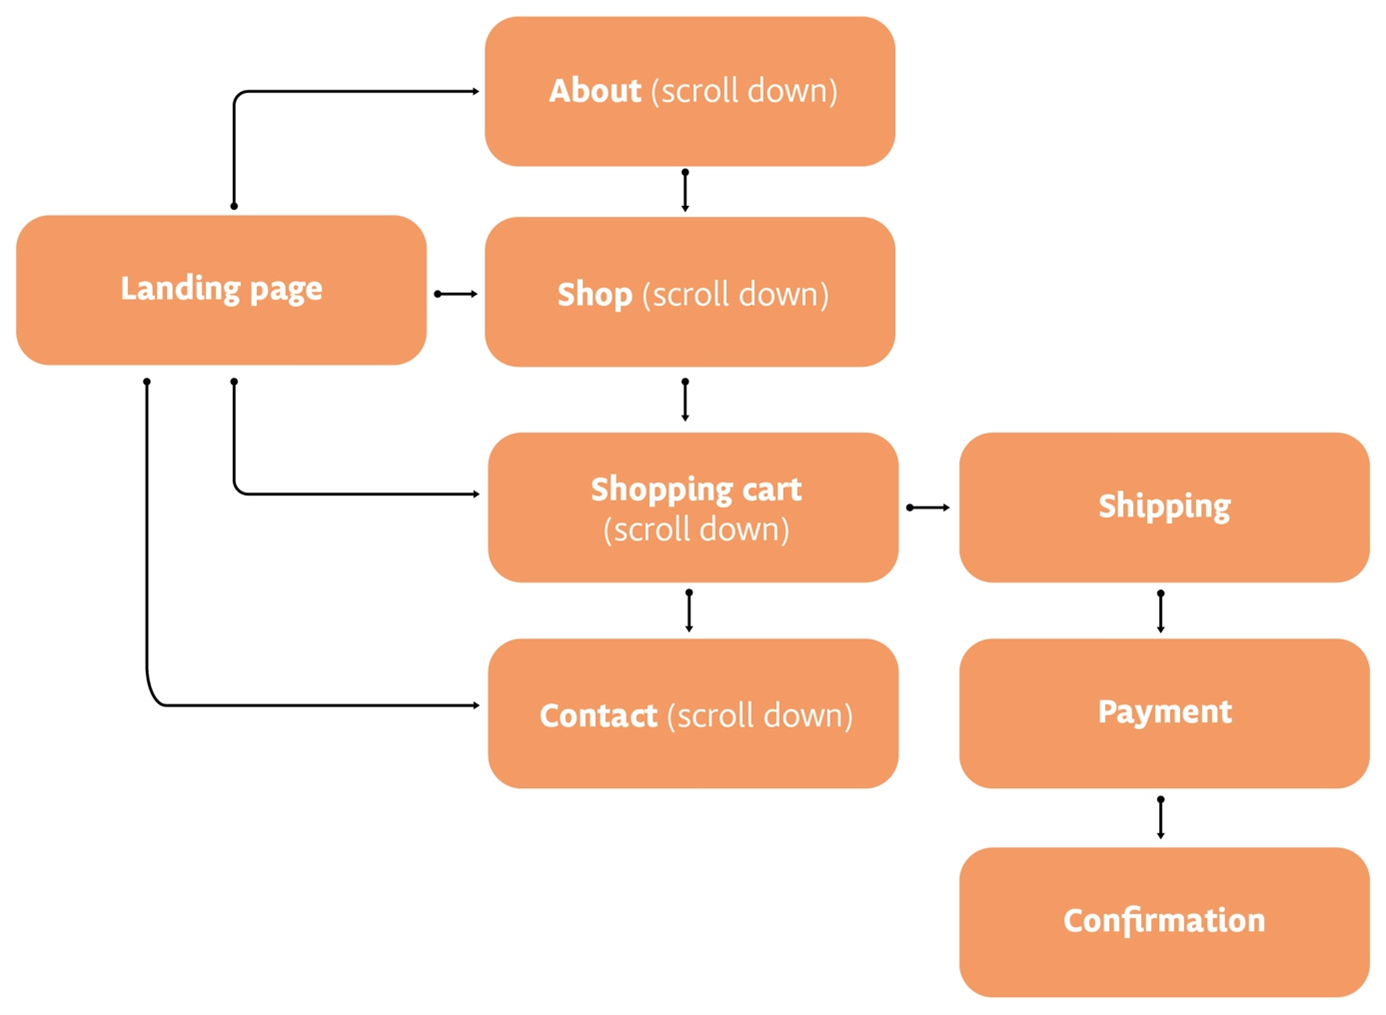 About (scroll down)
Landing page
Shop (scroll down)
Shopping cart
(scroll down)
Shipping
Contact (scroll down)
Payment
Confirmation